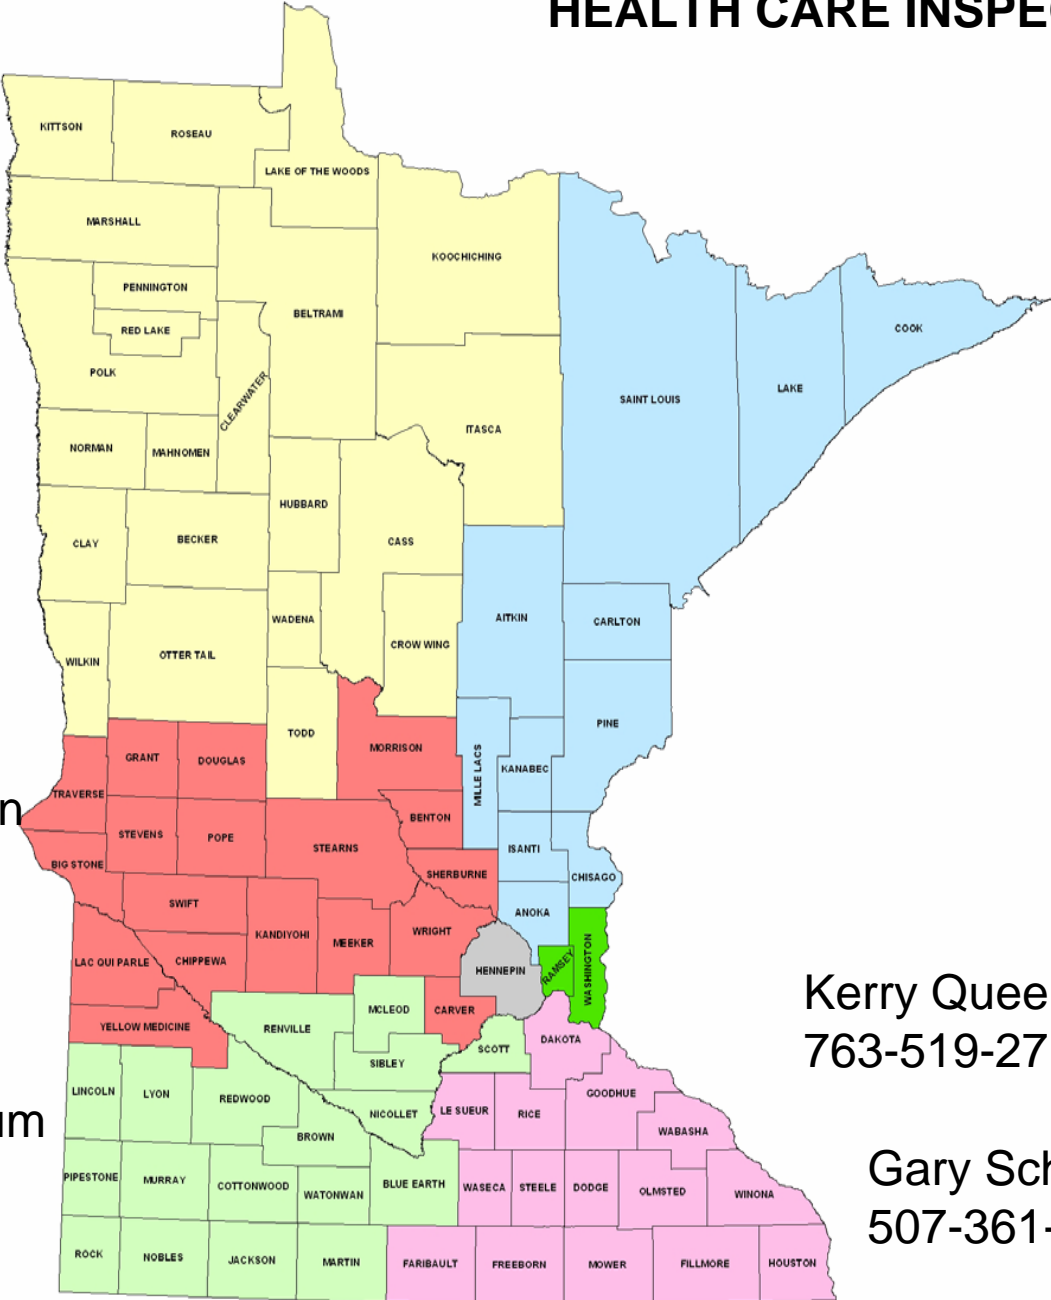 HEALTH CARE INSPE
KITTSON
ROSEAU
LAKE OF THE WOODS
MARSHALL
KOOCHICHING
PENNINGTON
BELTRAMI
RED LAKE
COOK
POLK
CLEARWATER
SAINT LOUIS
LAKE
ITASCA
NORMAN
MAHNOMEN
HUBBARD
CLAY
BECKER
CASS
WADENA
AITKIN
CARLTON
CROW WING
OTTER TAIL
WILKIN
PINE
TODD
MORRISON
GRANT
DOUGLAS
MILLE LACS
KANABEC
TRAVERSE
n
BENTON
STEVENS
POPE
STEARNS
ISANTI
BIG STONE
SHERBURNE
CHISAGO
SWIFT
ANOKA
WRIGHT
KANDIYOHI
MEEKER
LAC QUI PARLE
CHIPPEWA
HENNEPIN
RAMSEY
WASHINGTON
Kerry Quee
763-519-27
MCLEOD
CARVER
YELLOW MEDICINE
RENVILLE
DAKOTA
SCOTT
SIBLEY
LINCOLN
LYON
REDWOOD
GOODHUE
NICOLLET
LE SUEUR
RICE
um
BROWN
WABASHA
PIPESTONE
MURRAY
COTTONWOOD
WATONWAN
BLUE EARTH
WASECA
STEELE
DODGE
OLMSTED
WINONA
Gary Sch
507-361-
ROCK
NOBLES
JACKSON
MARTIN
FARIBAULT
FREEBORN
MOWER
FILLMORE
HOUSTON